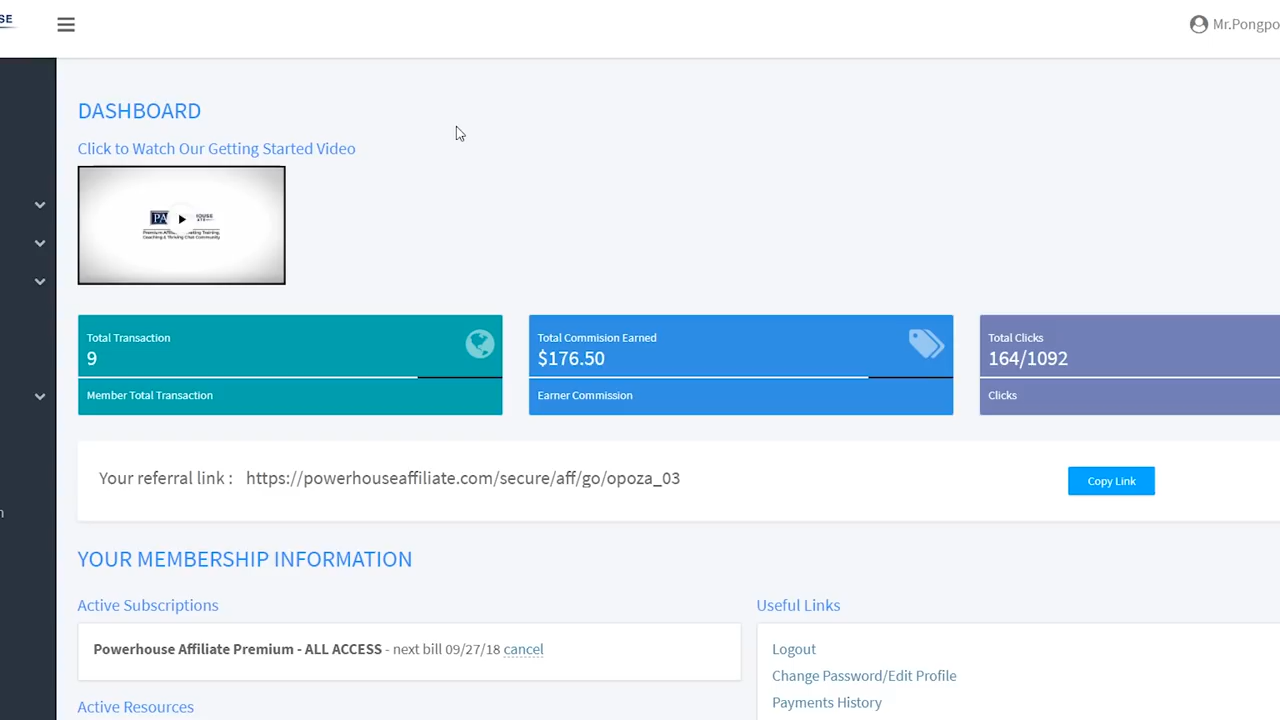 SE
Mr.Pongpo
DASHBOARD
Click to Watch Our Getting Started Video
PA OUSE
Total Transaction
9
Member Total Transaction
Total Commision Earned
$176.50
Earner Commission
Total Clicks
164/1092
Clicks
Your referral link : https://powerhouseaffiliate.com/secure/aff/go/opoza_03
Copy Link
n
YOUR MEMBERSHIP INFORMATION
Active Subscriptions
Powerhouse Affiliate Premium - ALL ACCESS - next bill 09/27/18 cancel
Active Resources
Useful Links
Logout
Change Password/Edit Profile
Payments History